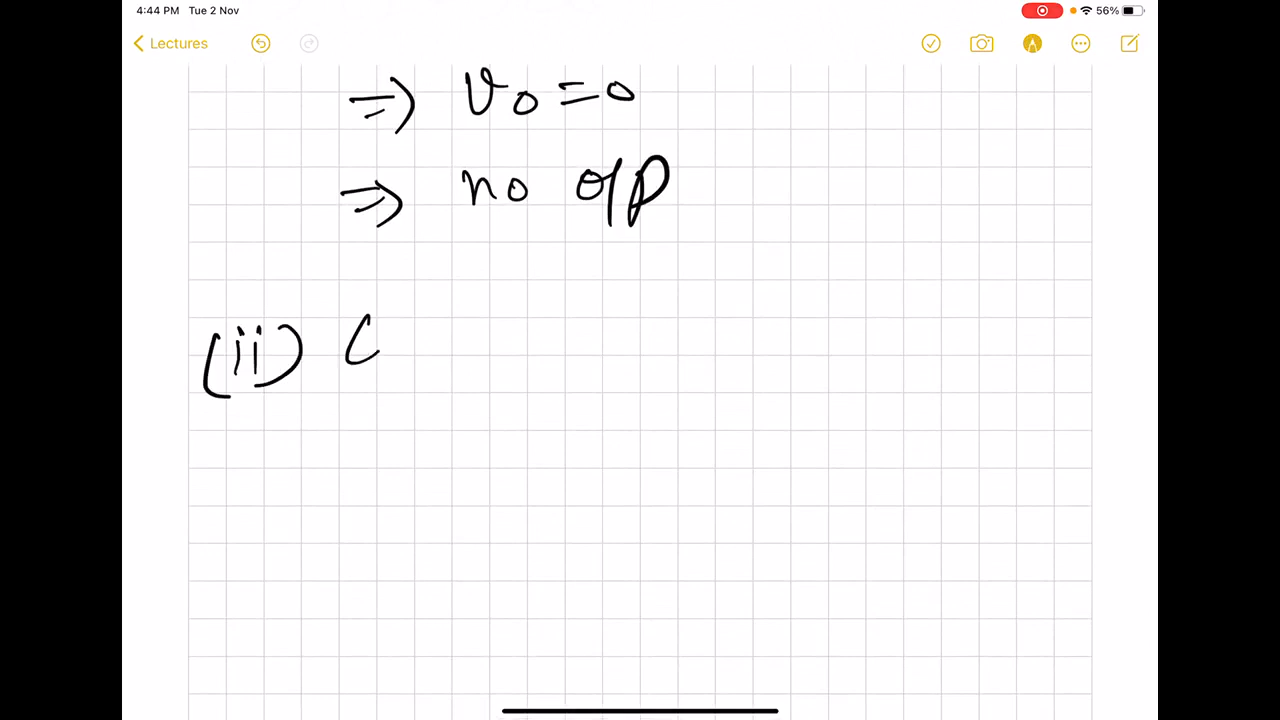 4:44 PM Tue 2 Nov 56%
Lectures
⇒ v₀ = 0
⇒ no o/p
(ii) C